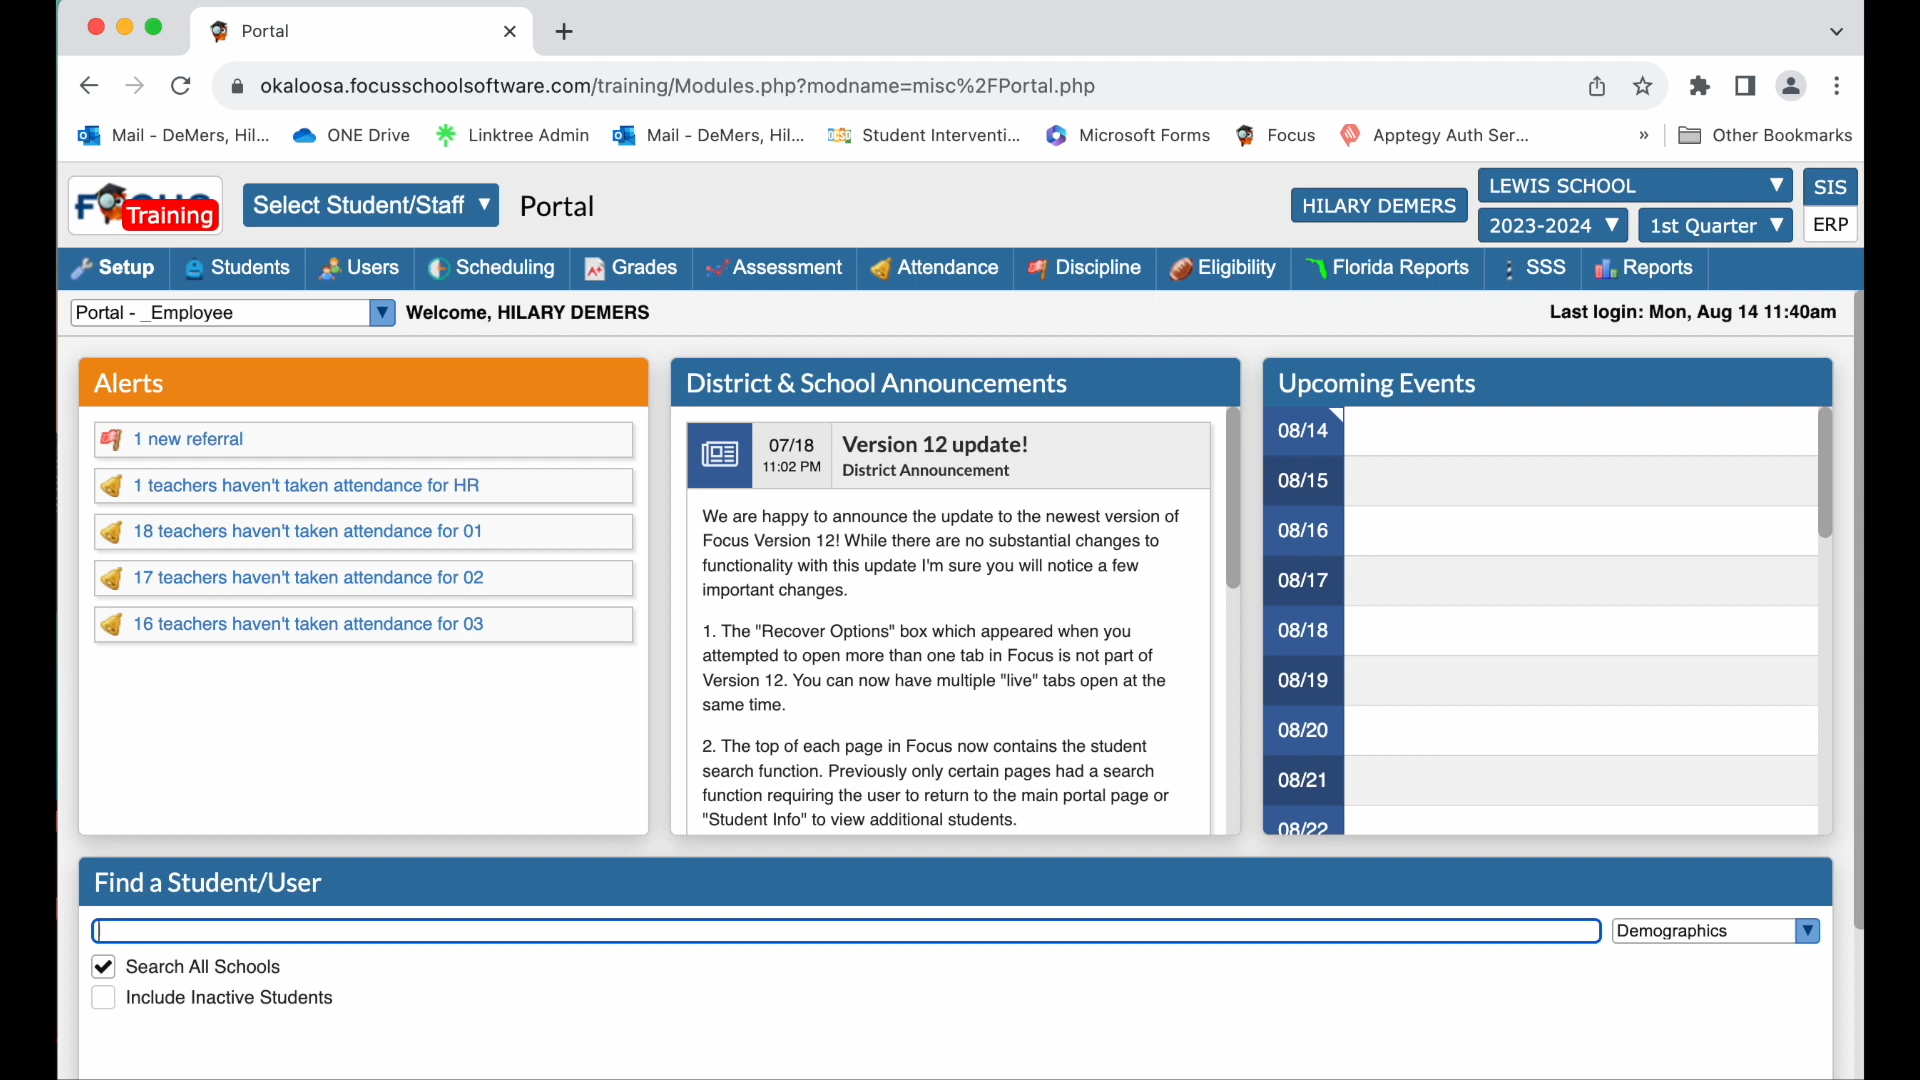 Portal
okaloosa.focusschoolsoftware.com/training/Modules.php?modname=misc%2FPortal.php
Mail - DeMers, Hil...
ONE Drive
Linktree Admin
Mail - DeMers, Hil...
OCSD
Student Interventi...
Microsoft Forms
Focus
Apptegy Auth Ser...
»
Other Bookmarks
FOCUS
Training
Select Student/Staff
Portal
HILARY DEMERS
LEWIS SCHOOL
2023-2024
1st Quarter
SIS
ERP
Setup
Students
Users
Scheduling
Grades
Assessment
Attendance
Discipline
Eligibility
Florida Reports
SSS
Reports
Portal - _Employee
Welcome, HILARY DEMERS
Last login: Mon, Aug 14 11:40am
Alerts
1 new referral
1 teachers haven't taken attendance for HR
18 teachers haven't taken attendance for 01
17 teachers haven't taken attendance for 02
16 teachers haven't taken attendance for 03
District & School Announcements
07/18
11:02 PM
Version 12 update!
District Announcement
We are happy to announce the update to the newest version of
Focus Version 12! While there are no substantial changes to
functionality with this update I'm sure you will notice a few
important changes.
1. The "Recover Options" box which appeared when you
attempted to open more than one tab in Focus is not part of
Version 12. You can now have multiple "live" tabs open at the
same time.
2. The top of each page in Focus now contains the student
search function. Previously only certain pages had a search
function requiring the user to return to the main portal page or
"Student Info" to view additional students.
Upcoming Events
08/14
08/15
08/16
08/17
08/18
08/19
08/20
08/21
08/22
Find a Student/User
Demographics
Search All Schools
Include Inactive Students